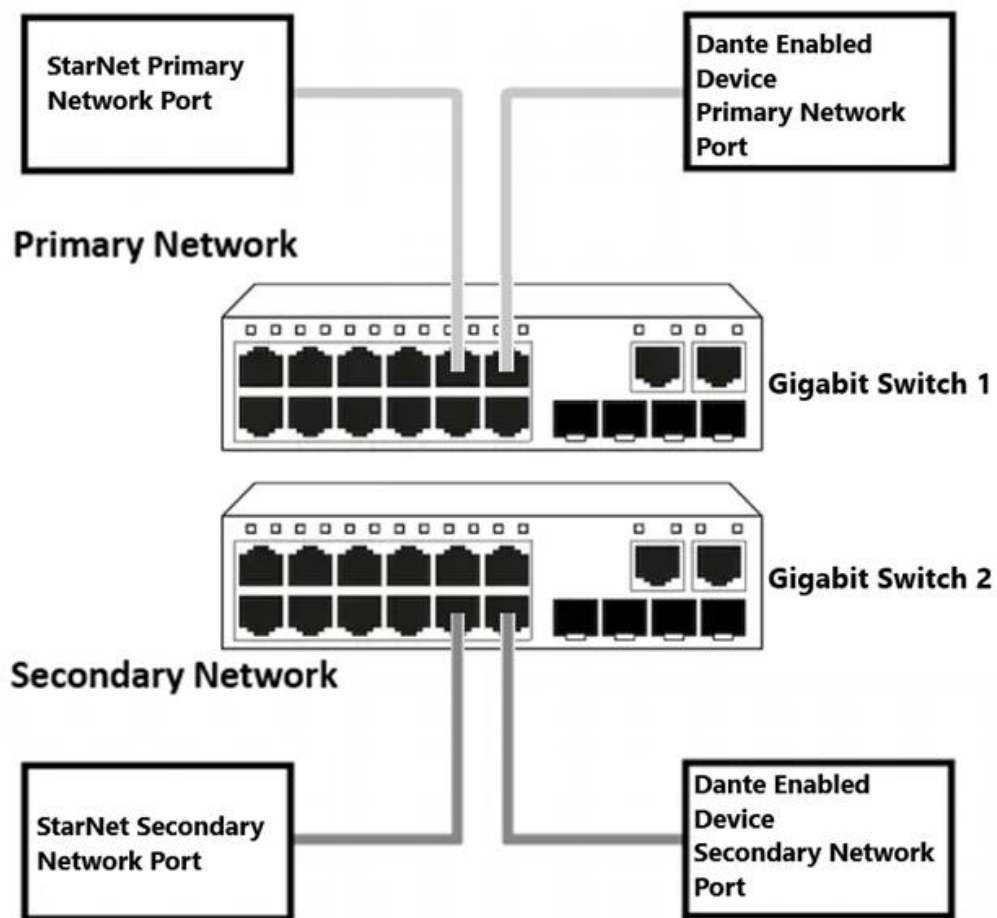 StarNet Primary
Network Port
Dante Enabled
Device
Primary Network
Port
Primary Network
Gigabit Switch 1
Gigabit Switch 2
Secondary Network
StarNet Secondary
Network Port
Dante Enabled
Device
Secondary Network
Port